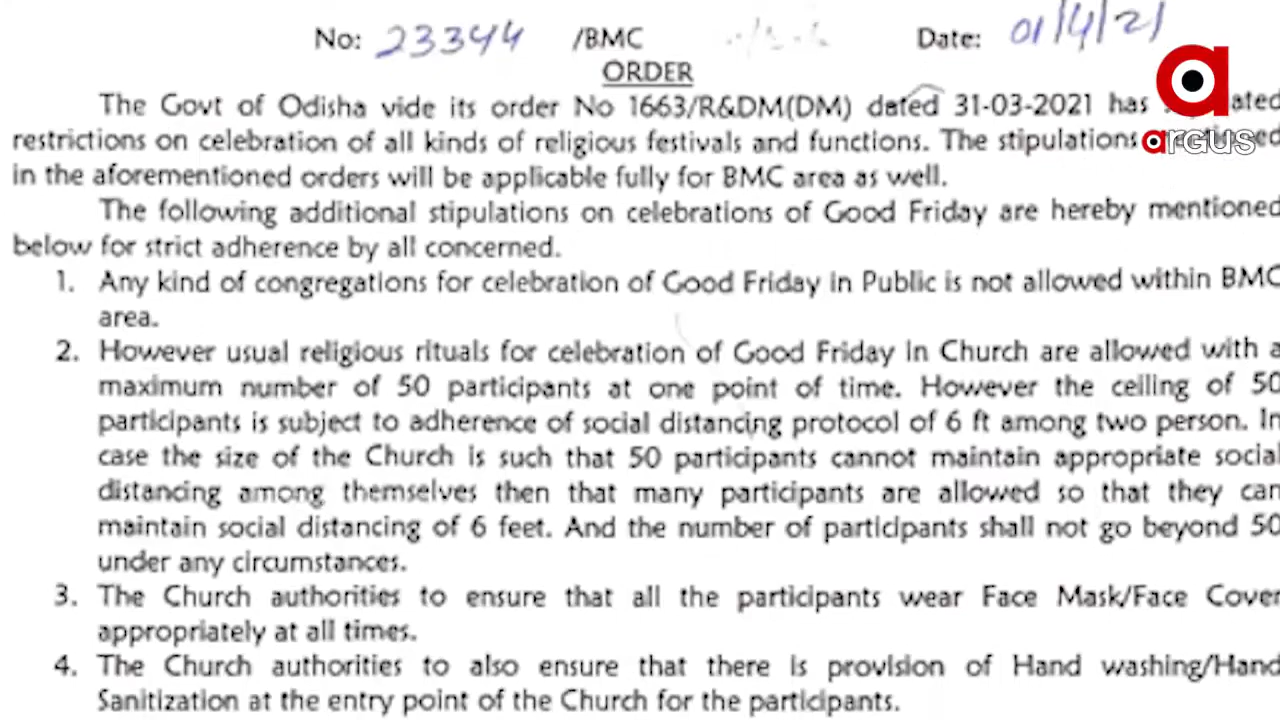 No: 23344 /BMC Date: 01/4/21
ORDER
The Govt of Odisha vide its order No 1663/R&DM(DM) dated 31-03-2021 has
restrictions on celebration of all kinds of religious festivals and functions. The stipulations
in the aforementioned orders will be applicable fully for BMC area as well.
The following additional stipulations on celebrations of Good Friday are hereby mentioned
below for strict adherence by all concerned.
1. Any kind of congregations for celebration of Good Friday in Public is not allowed within BMC
area.
2. However usual religious rituals for celebration of Good Friday in Church are allowed with a
maximum number of 50 participants at one point of time. However the ceiling of 50
participants is subject to adherence of social distancing protocol of 6 ft among two person. In
case the size of the Church is such that 50 participants cannot maintain appropriate social
distancing among themselves then that many participants are allowed so that they can
maintain social distancing of 6 feet. And the number of participants shall not go beyond 50
under any circumstances.
3. The Church authorities to ensure that all the participants wear Face Mask/Face Cover
appropriately at all times.
4. The Church authorities to also ensure that there is provision of Hand washing/Hand
Sanitization at the entry point of the Church for the participants.
a
argus